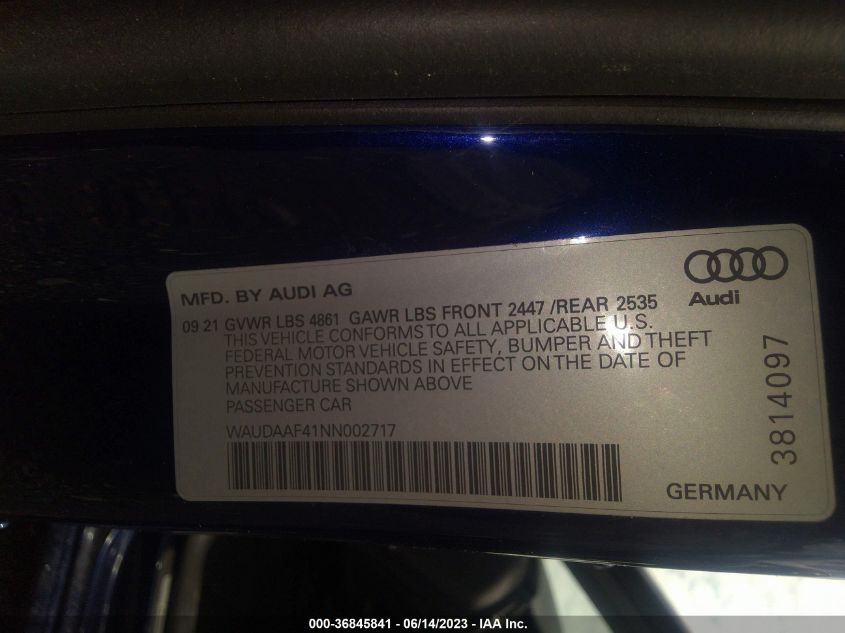 MFD. BY AUDI AG
Audi
09 21 GVWR LBS 4861 GAWR LBS FRONT 2447 /REAR 2535
THIS VEHICLE CONFORMS TO ALL APPLICABLE U.S.
FEDERAL MOTOR VEHICLE SAFETY, BUMPER AND THEFT
PREVENTION STANDARDS IN EFFECT ON THE DATE OF
MANUFACTURE SHOWN ABOVE
PASSENGER CAR
WAUDAAF41NN002717
3814097
GERMANY
000-36845841 - 06/14/2023 - IAA Inc.